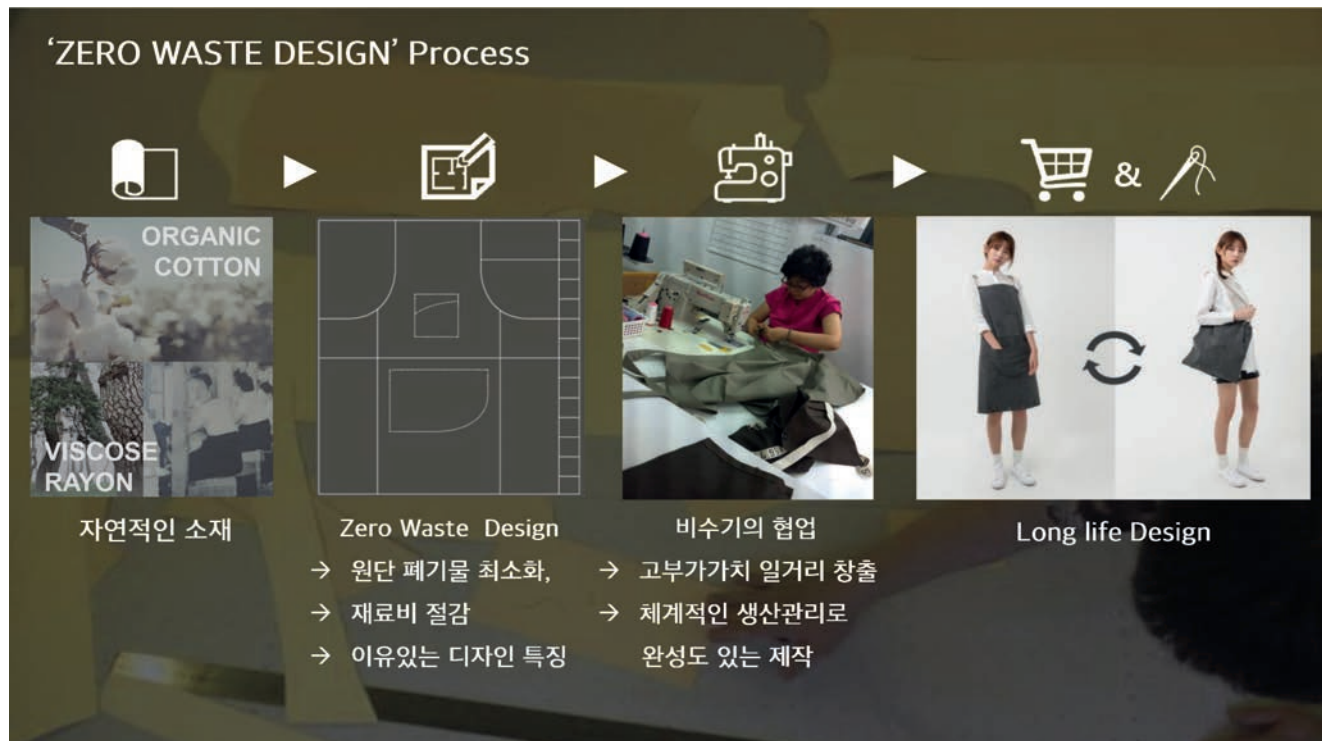 ‘ZERO WASTE DESIGN’ Process
&
ORGANIC
COTTON
VISCOSE
RAYON
자연적인 소재
Zero Waste Design
→ 원단 폐기물 최소화,
→ 재료비 절감
→ 이유있는 디자인 특징
비수기의 협업
→ 고부가가치 일거리 창출
→ 체계적인 생산관리로
완성도 있는 제작
Long life Design